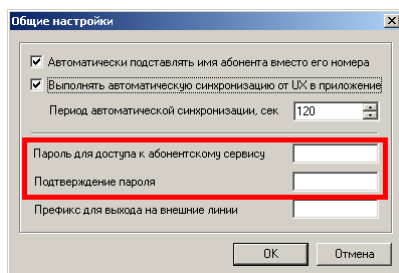 Общие настройки
Автоматически подставлять имя абонента вместо его номера
Выполнять автоматическую синхронизацию от UX в приложение
Период автоматической синхронизации, сек 120
Пароль для доступа к абонентскому сервису
Подтверждение пароля
Префикс для выхода на внешние линии
OK Отмена